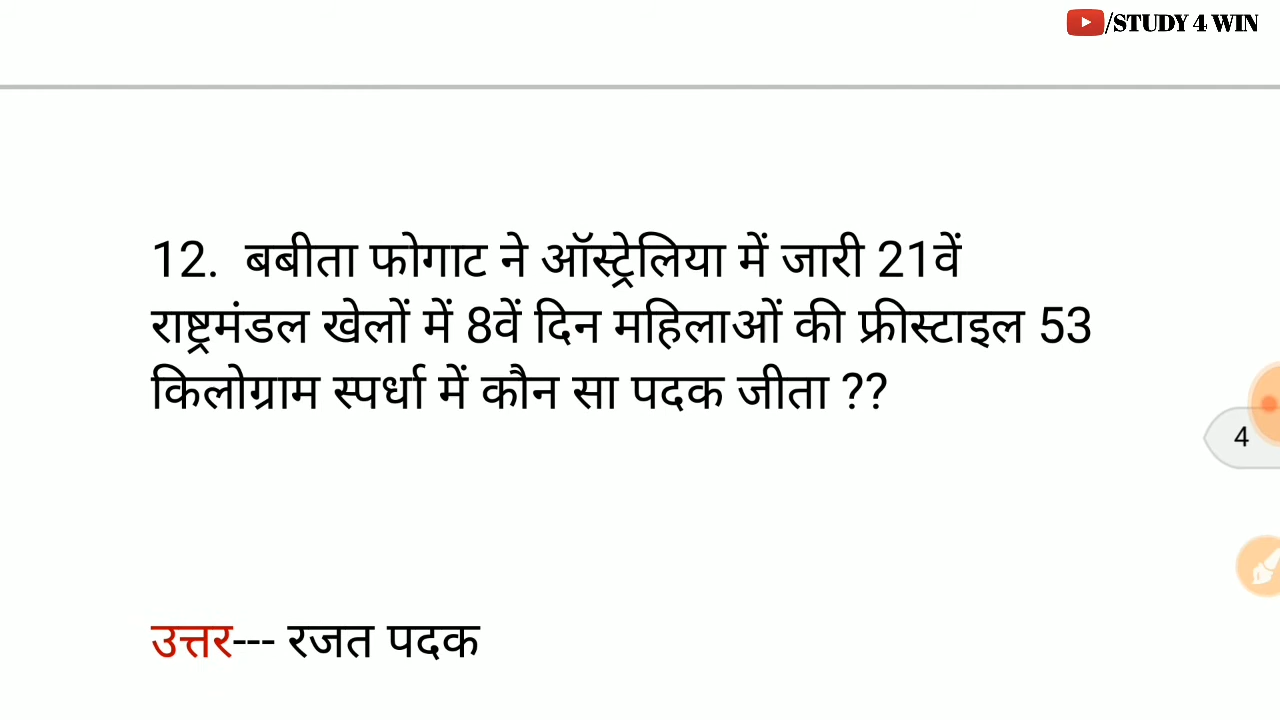 /STUDY 4 WIN
12. बबीता फोगाट ने ऑस्ट्रेलिया में जारी 21वें
राष्ट्रमंडल खेलों में 8वें दिन महिलाओं की फ्रीस्टाइल 53
किलोग्राम स्पर्धा में कौन सा पदक जीता ??
4
उत्तर--- रजत पदक